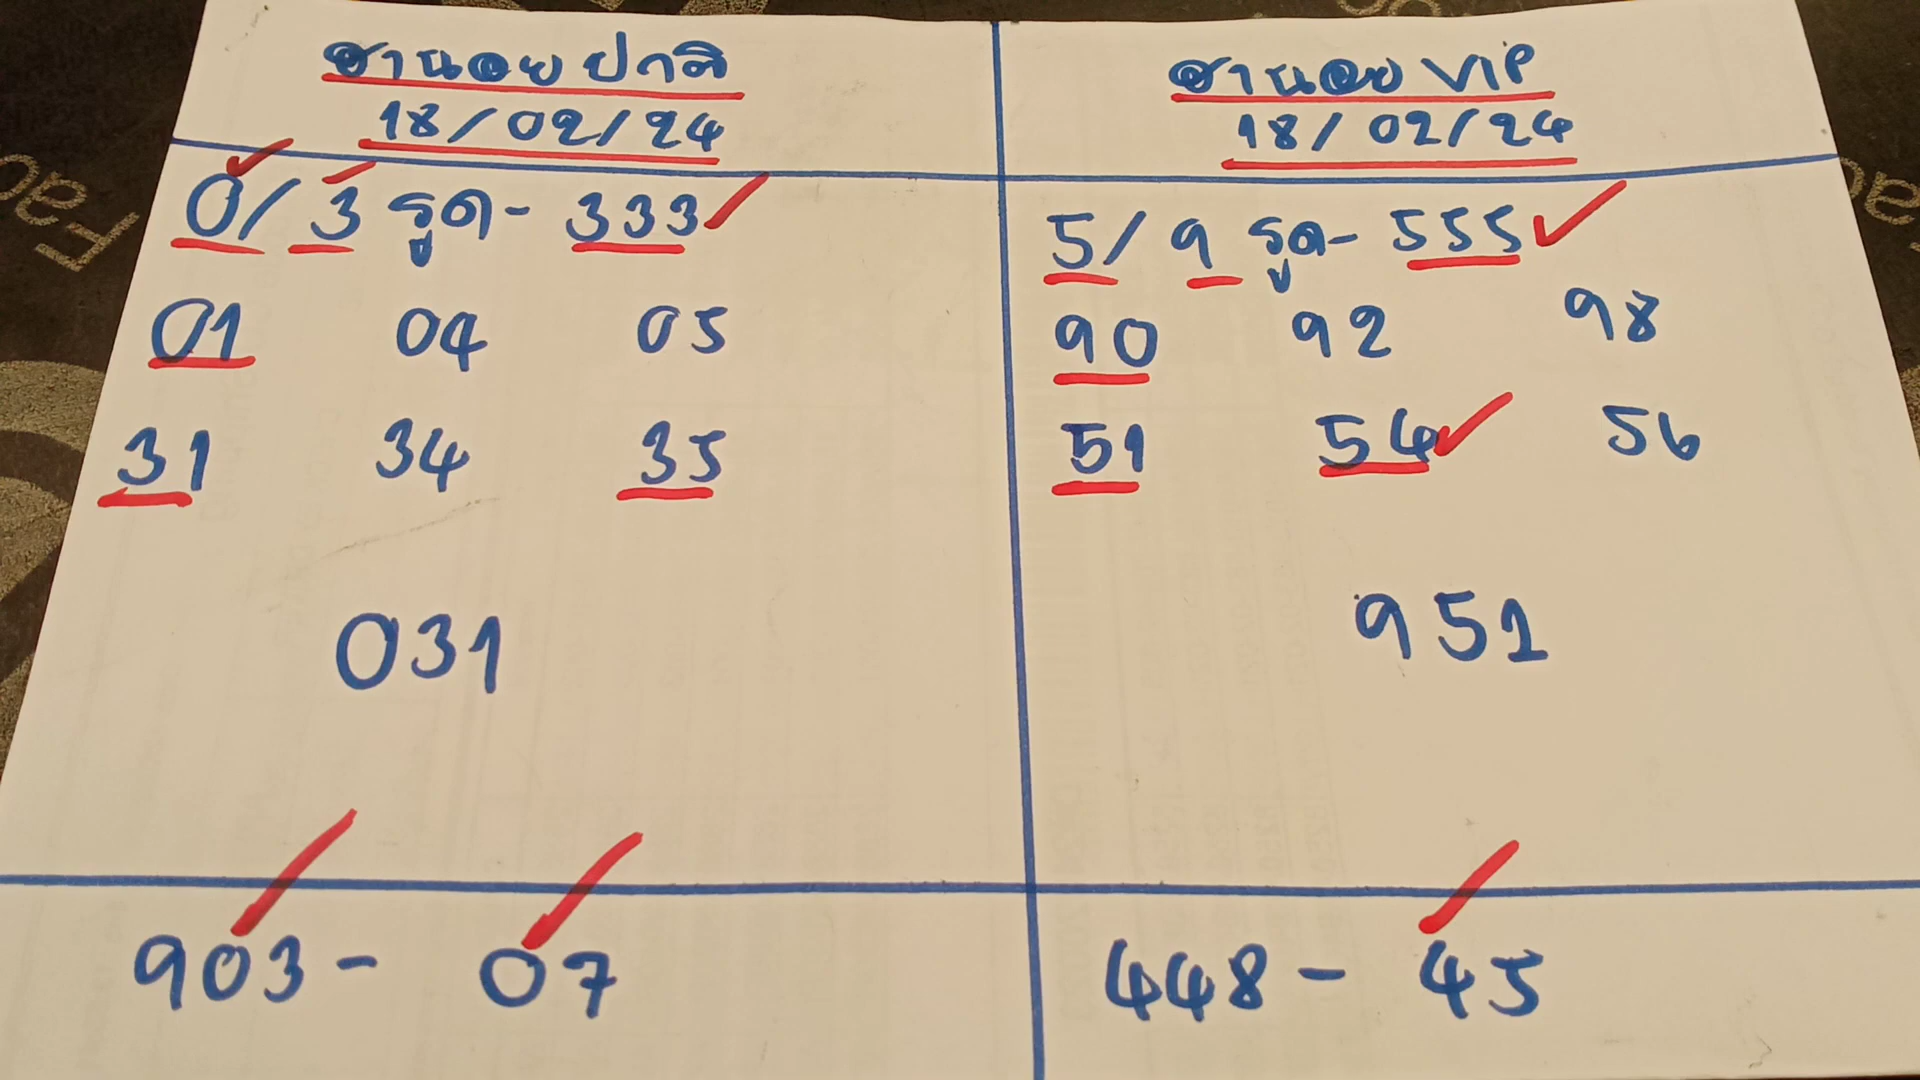 ฮานอย ปกติ
18/02/24
0/3 รูด - 333
01 04 05
31 34 35
031
903 - 07
ฮานอย VIP
18/02/24
5/9 รูด - 555
90 92 98
51 54 56
951
448 - 45